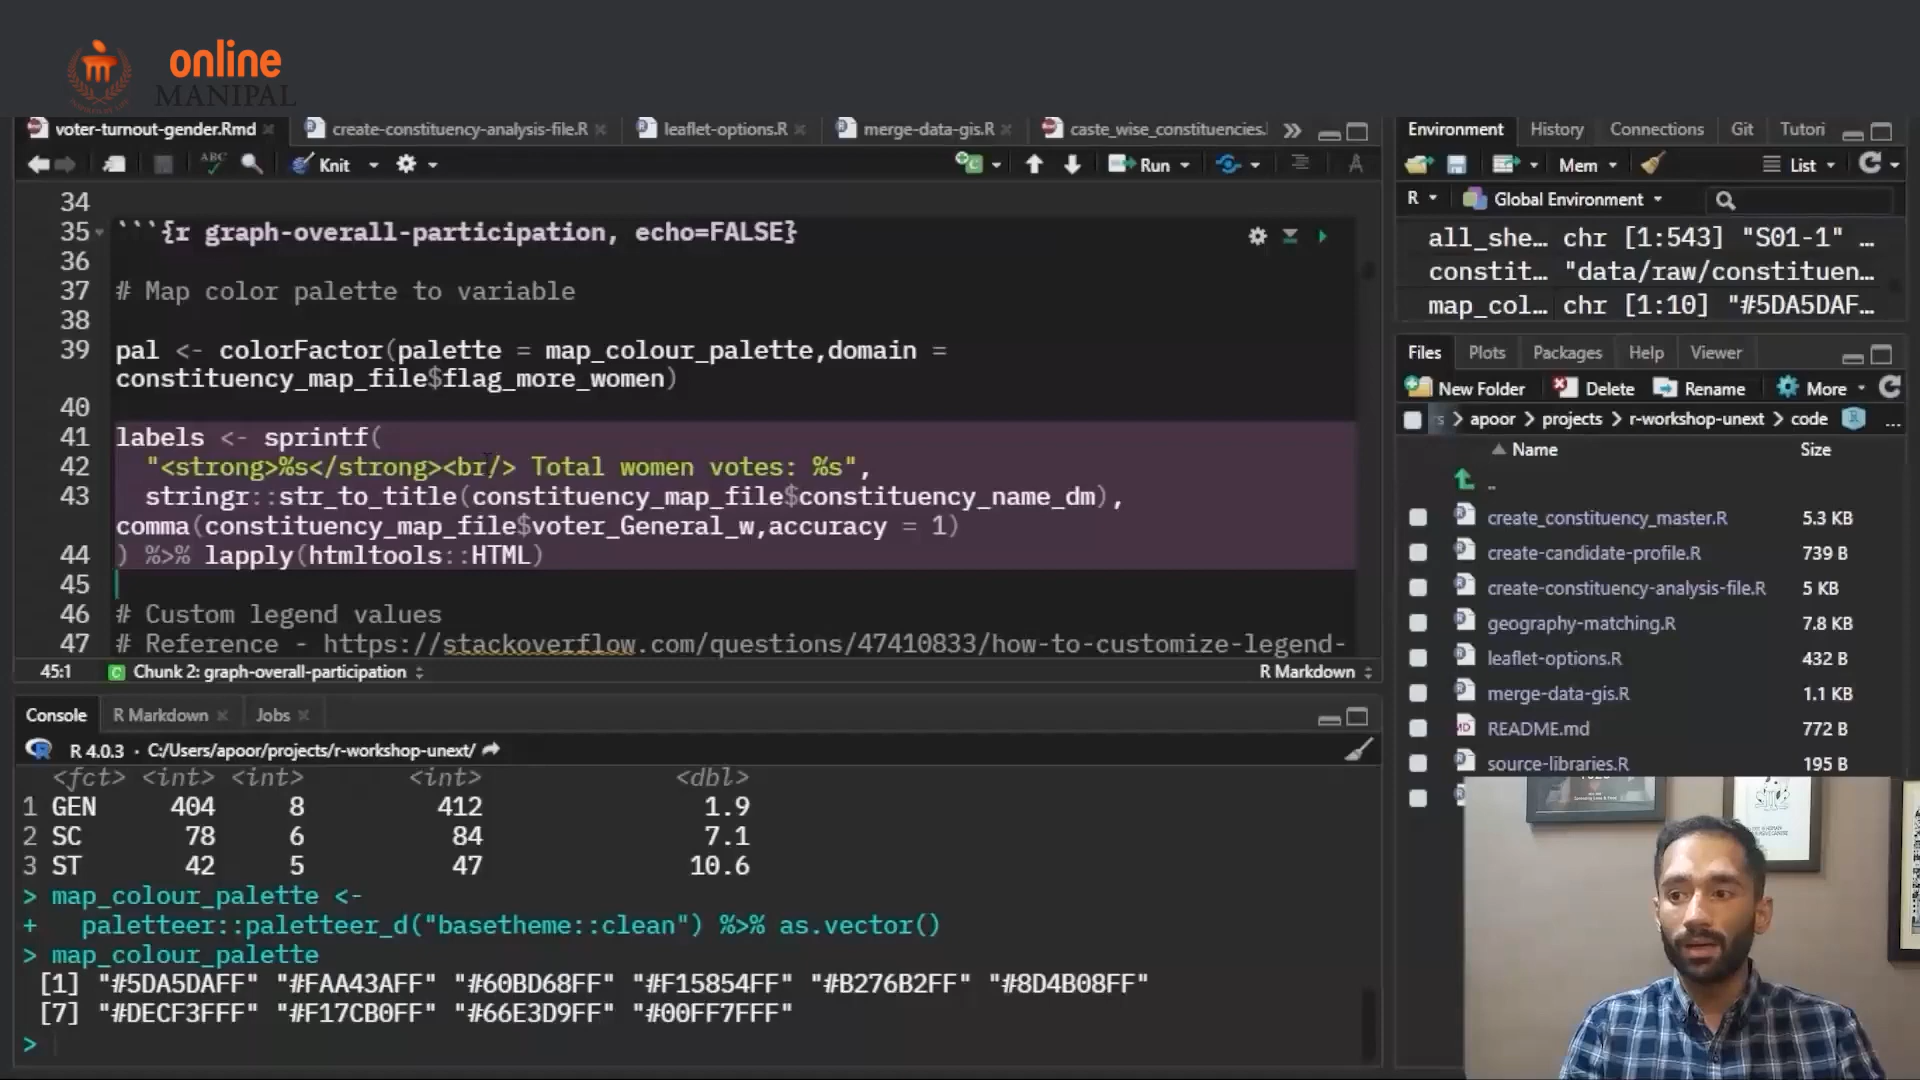 online
MANIPAL
voter-turnout-gender.Rmd
create-constituency-analysis-file.R
leaflet-options.R
merge-data-gis.R
caste_wise_constituencies.
ABC
Knit
Run
34
35 ```{r graph-overall-participation, echo=FALSE}
36
37 # Map color palette to variable
38
39 pal <- colorFactor(palette = map_colour_palette,domain =
constituency_map_file$flag_more_women)
40
41 labels <- sprintf(
42 "<strong>%s</strong><br/> Total women votes: %s",
43 stringr::str_to_title(constituency_map_file$constituency_name_dm),
comma(constituency_map_file$voter_General_w,accuracy = 1)
44 ) %>% lapply(htmltools::HTML)
45
46 # Custom legend values
47 # Reference - https://stackoverflow.com/questions/47410833/how-to-customize-legend-
45:1
Chunk 2: graph-overall-participation
R Markdown
Console
R Markdown
Jobs
R 4.0.3 · C:/Users/apoor/projects/r-workshop-unext/
<fct> <int> <int> <int> <dbl>
1 GEN 404 8 412 1.9
2 SC 78 6 84 7.1
3 ST 42 5 47 10.6
> map_colour_palette <-
+ paletteer::paletteer_d("basetheme::clean") %>% as.vector()
> map_colour_palette
[1] "#5DA5DAFF" "#FAA43AFF" "#60BD68FF" "#F15854FF" "#B276B2FF" "#8D4B08FF"
[7] "#DECF3FFF" "#F17CB0FF" "#66E3D9FF" "#00FF7FFF"
>
Environment
History
Connections
Git
Tutori
Mem
List
R
Global Environment
all_she… chr [1:543] "S01-1" …
constit… "data/raw/constituen…
map_col… chr [1:10] "#5DA5DAF…
Files
Plots
Packages
Help
Viewer
New Folder
Delete
Rename
More
rs > apoor > projects > r-workshop-unext > code
...
Name
Size
..
create_constituency_master.R 5.3 KB
create-candidate-profile.R 739 B
create-constituency-analysis-file.R 5 KB
geography-matching.R 7.8 KB
leaflet-options.R 432 B
merge-data-gis.R 1.1 KB
README.md 772 B
source-libraries.R 195 B